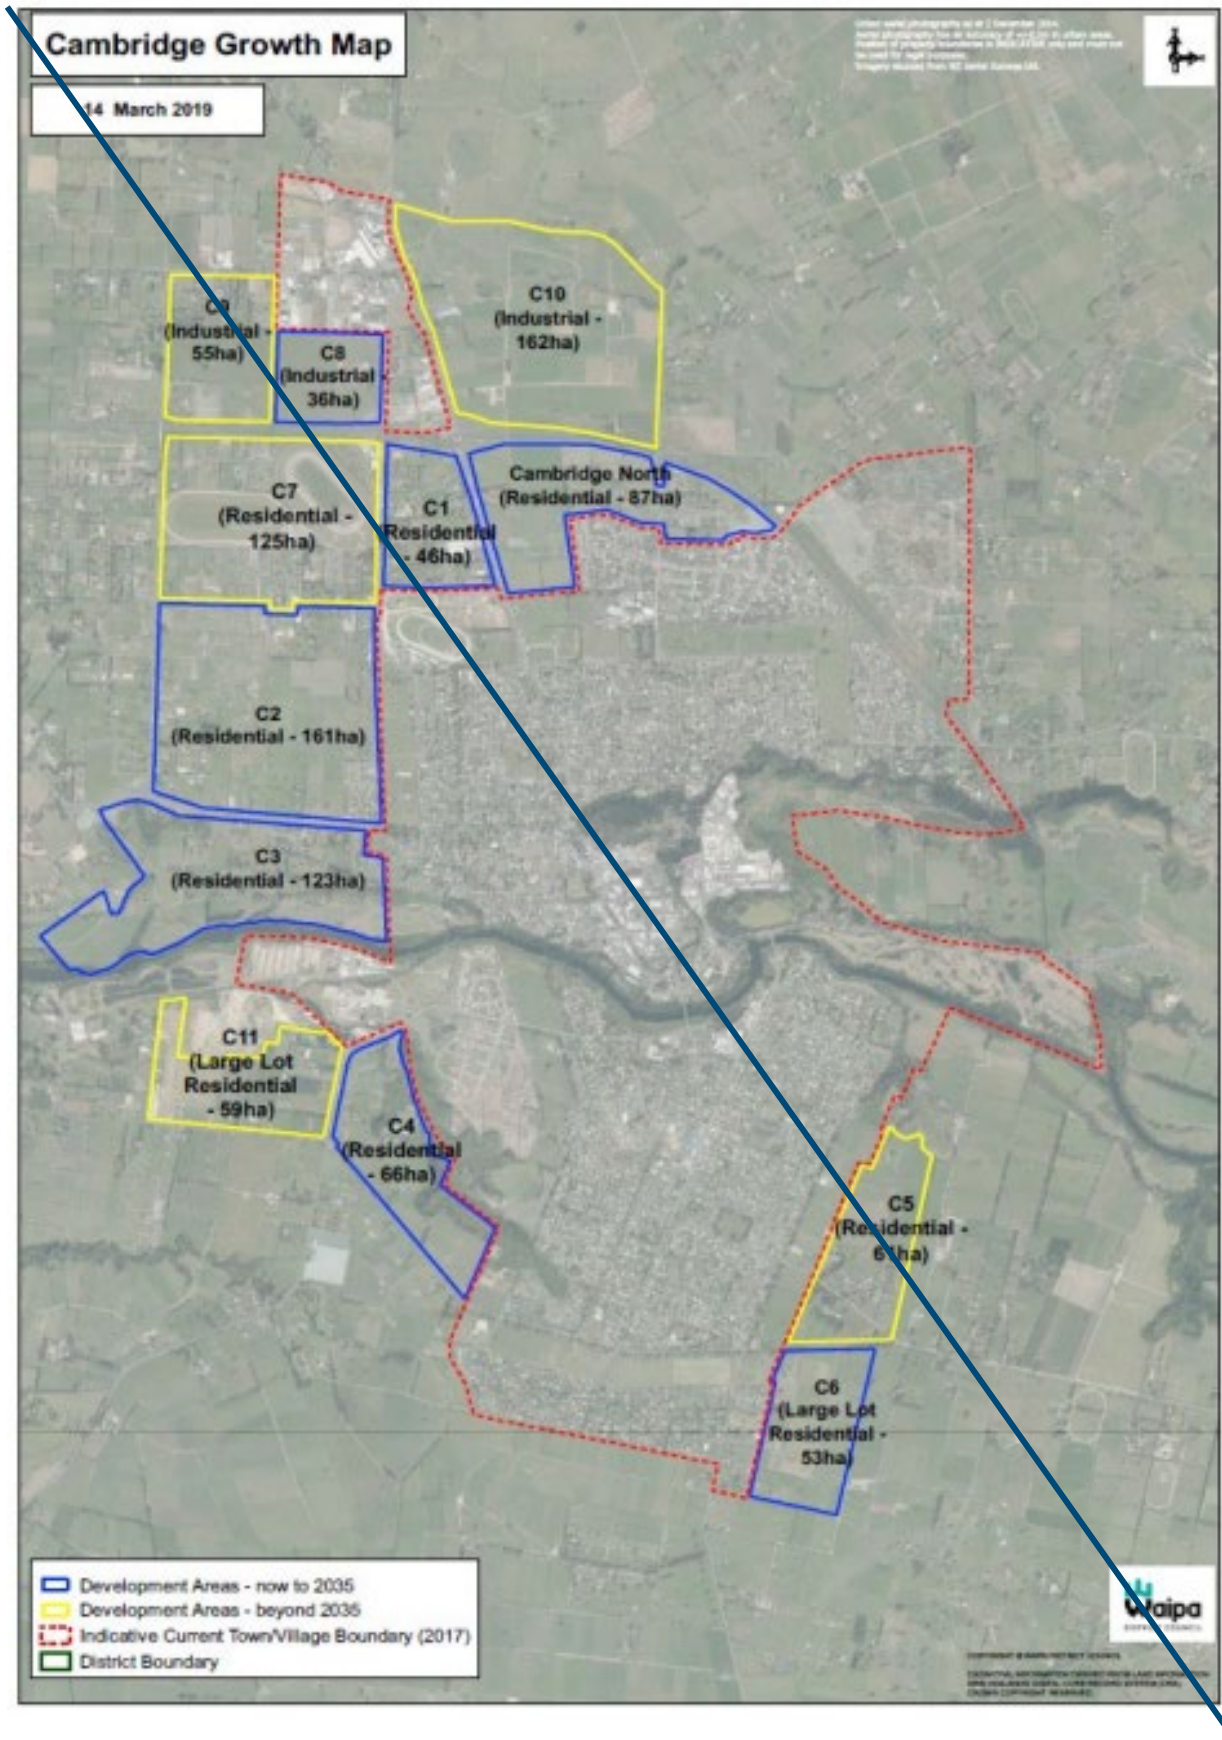 Cambridge Growth Map
14 March 2019
C9
(Industrial -
55ha)
C8
(Industrial -
36ha)
C10
(Industrial -
162ha)
C7
(Residential -
125ha)
C1
(Residential
- 46ha)
Cambridge North
(Residential - 87ha)
C2
(Residential - 161ha)
C3
(Residential - 123ha)
C11
(Large Lot
Residential
- 59ha)
C4
(Residential
- 66ha)
C5
(Residential -
ha)
C6
(Large Lot
Residential -
53ha)
Development Areas - now to 2035
Development Areas - beyond 2035
Indicative Current Town/Village Boundary (2017)
District Boundary
Waipa
DISTRICT COUNCIL